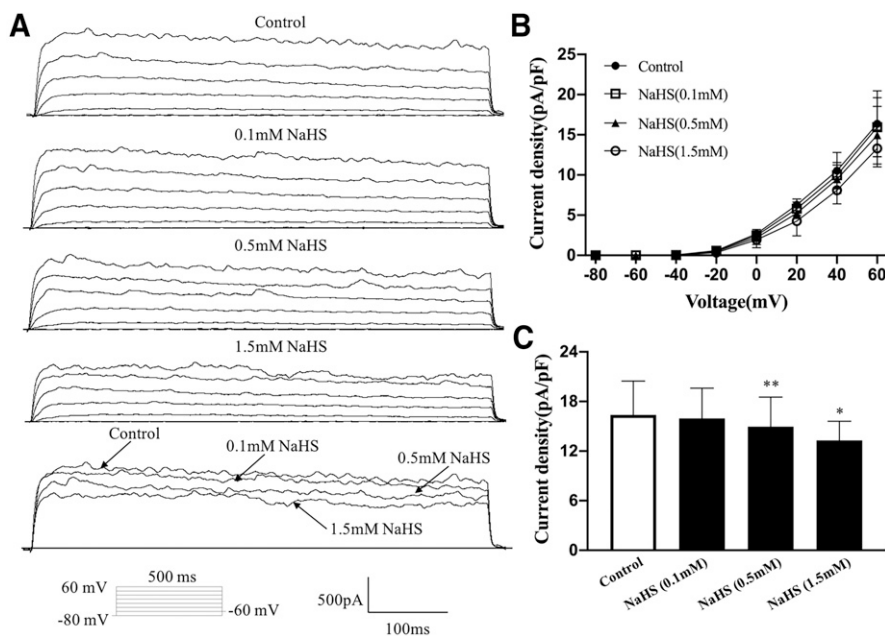 A
Control
0.1mM NaHS
0.5mM NaHS
1.5mM NaHS
Control
0.1mM NaHS
0.5mM NaHS
1.5mM NaHS
500 ms
60 mV
-80 mV
-60 mV
500pA
100ms
B
Current density(pA/pF)
25
20
15
10
5
0
Control
NaHS(0.1mM)
NaHS(0.5mM)
NaHS(1.5mM)
-80 -60 -40 -20 0 20 40 60
Voltage(mV)
C
Current density(pA/pF)
24
18
12
6
0
**
*
Control
NaHS (0.1mM)
NaHS (0.5mM)
NaHS (1.5mM)